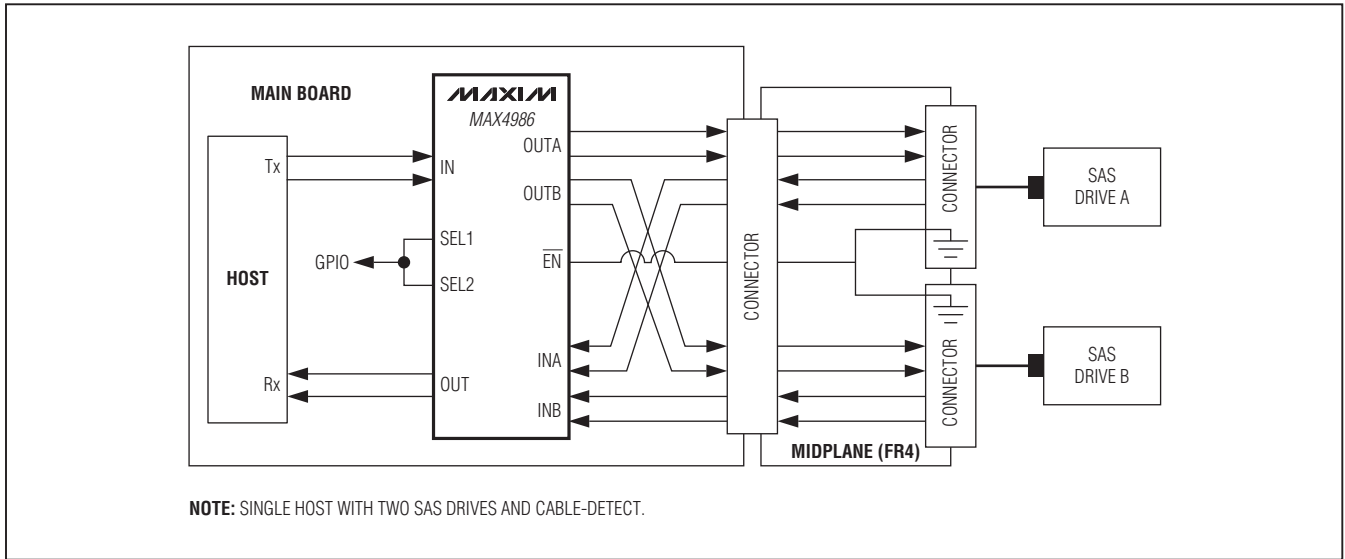 MAIN BOARD
MAXIM
MAX4986
HOST
Tx
Rx
GPIO
IN
SEL1
SEL2
OUT
OUTA
OUTB
EN
INA
INB
CONNECTOR
CONNECTOR
CONNECTOR
MIDPLANE (FR4)
SAS
DRIVE A
SAS
DRIVE B
NOTE: SINGLE HOST WITH TWO SAS DRIVES AND CABLE-DETECT.